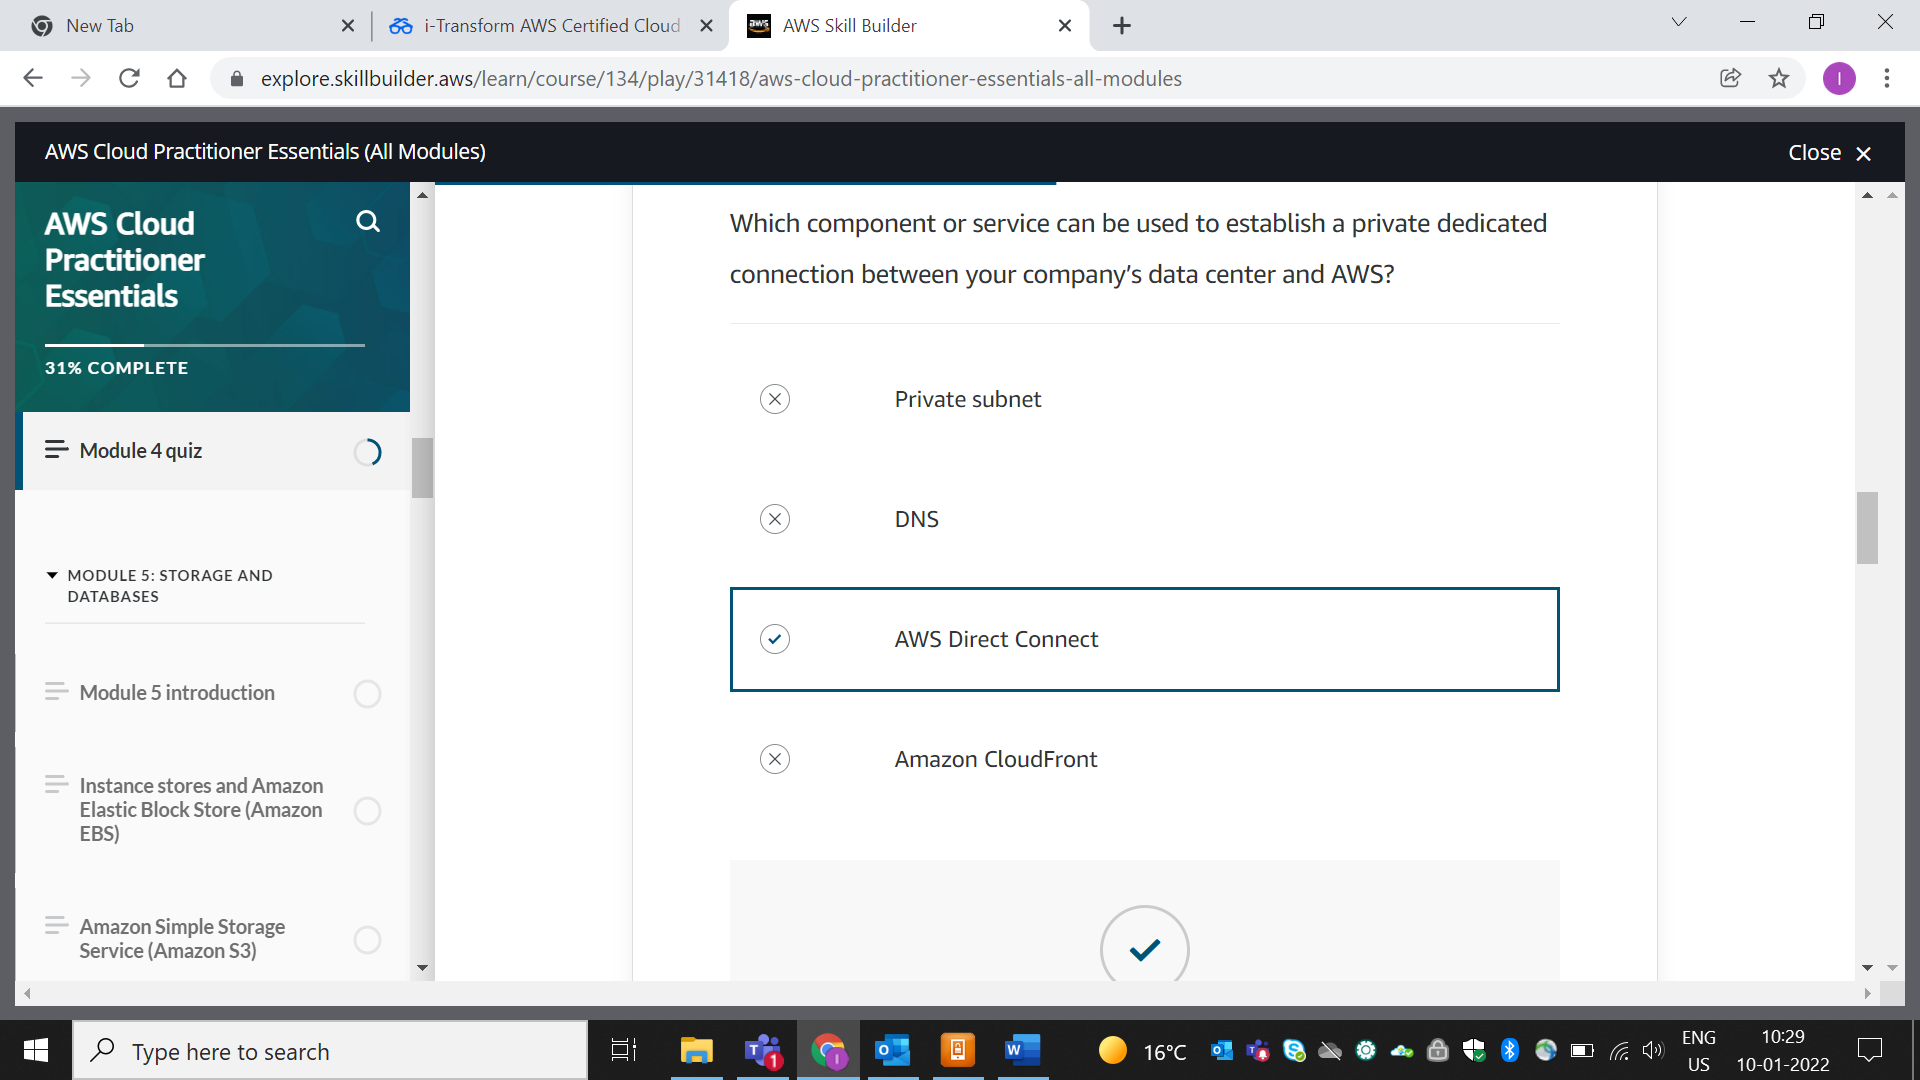 New Tab
i-Transform AWS Certified Cloud
aws
AWS Skill Builder
explore.skillbuilder.aws/learn/course/134/play/31418/aws-cloud-practitioner-essentials-all-modules
I
AWS Cloud Practitioner Essentials (All Modules)
Close
AWS Cloud
Practitioner
Essentials
31% COMPLETE
Module 4 quiz
MODULE 5: STORAGE AND
DATABASES
Module 5 introduction
Instance stores and Amazon
Elastic Block Store (Amazon
EBS)
Amazon Simple Storage
Service (Amazon S3)
Which component or service can be used to establish a private dedicated
connection between your company's data center and AWS?
Private subnet
DNS
AWS Direct Connect
Amazon CloudFront
Type here to search
1
I
16°C
ENG
US
10:29
10-01-2022